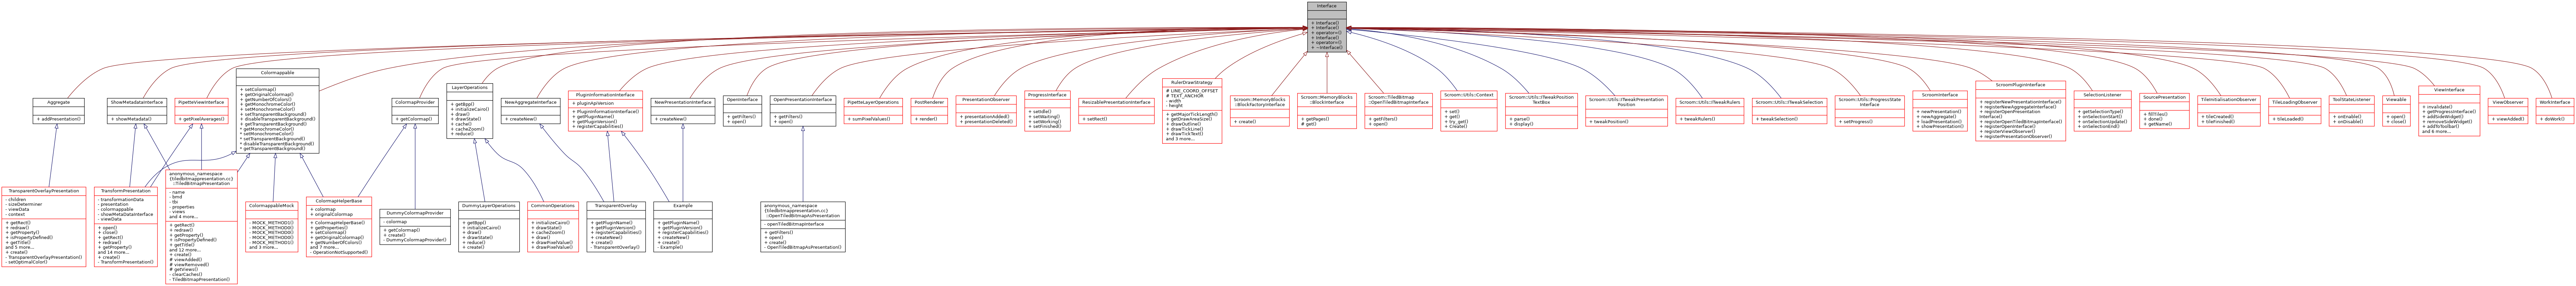 Interface
+ Interface()
+ Interface()
+ operator=()
+ Interface()
+ operator=()
+ ~Interface()
Aggregate
+ addPresentation()
ShowMetadataInterface
+ showMetadata()
PipetteViewInterface
+ getPixelAverages()
Colormappable
+ setColormap()
+ getOriginalColormap()
+ getNumberOfColors()
+ getMonochromeColor()
+ setMonochromeColor()
+ setTransparentBackground()
+ disableTransparentBackground()
+ getTransparentBackground()
* getMonochromeColor()
* setMonochromeColor()
* setTransparentBackground()
* disableTransparentBackground()
* getTransparentBackground()
ColormapProvider
+ getColormap()
LayerOperations
+ getBpp()
+ initializeCairo()
+ draw()
+ drawState()
+ cache()
+ cacheZoom()
+ reduce()
NewAggregateInterface
+ createNew()
PluginInformationInterface
+ pluginApiVersion
+ PluginInformationInterface()
+ getPluginName()
+ getPluginVersion()
+ registerCapabilities()
NewPresentationInterface
+ createNew()
OpenInterface
+ getFilters()
+ open()
OpenPresentationInterface
+ getFilters()
+ open()
PipetteLayerOperations
+ sumPixelValues()
PostRenderer
+ render()
PresentationObserver
+ presentationAdded()
+ presentationDeleted()
ProgressInterface
+ setIdle()
+ setWaiting()
+ setWorking()
+ setFinished()
ResizablePresentationInterface
+ setRect()
RulerDrawStrategy
# LINE_COORD_OFFSET
# TEXT_ANCHOR
- width
- height
+ getMajorTickLength()
+ getDrawAreaSize()
+ drawOutline()
+ drawTickLine()
+ drawTickText()
and 3 more...
Scroom::MemoryBlocks
::BlockFactoryInterface
+ create()
Scroom::MemoryBlocks
::BlockInterface
+ getPages()
+ get()
Scroom::TiledBitmap
::OpenTiledBitmapInterface
+ getFilters()
+ open()
Scroom::Utils::Context
+ set()
+ get()
+ try_get()
+ Create()
Scroom::Utils::ITweakPosition
TextBox
+ parse()
+ display()
Scroom::Utils::ITweakPresentation
Position
+ tweakPosition()
Scroom::Utils::ITweakRulers
+ tweakRulers()
Scroom::Utils::ITweakSelection
+ tweakSelection()
Scroom::Utils::ProgressState
Interface
+ setProgress()
ScroomInterface
+ newPresentation()
+ newAggregate()
+ loadPresentation()
+ showPresentation()
ScroomPluginInterface
+ registerNewPresentationInterface()
+ registerNewAggregateInterface()
+ registerOpenPresentation
Interface()
+ registerOpenTiledBitmapInterface()
+ registerOpenInterface()
+ registerViewObserver()
+ registerPresentationObserver()
SelectionListener
+ getSelectionType()
+ onSelectionStart()
+ onSelectionUpdate()
+ onSelectionEnd()
SourcePresentation
+ fillTiles()
+ done()
+ getName()
TileInitialisationObserver
+ tileCreated()
+ tileFinished()
TileLoadingObserver
+ tileLoaded()
ToolStateListener
+ onEnable()
+ onDisable()
Viewable
+ open()
+ close()
ViewInterface
+ invalidate()
+ getProgressInterface()
+ addSideWidget()
+ removeSideWidget()
+ addToToolbar()
and 6 more...
ViewObserver
+ viewAdded()
WorkInterface
+ doWork()
TransparentOverlayPresentation
- children
- sizeDeterminer
- viewData
- context
+ getRect()
+ redraw()
+ getProperty()
+ isPropertyDefined()
+ getTitle()
and 5 more...
+ create()
- TransparentOverlayPresentation()
- setOptimalColor()
TransformPresentation
- transformationData
- presentation
- colormappable
- showMetadataInterface
- viewData
+ open()
+ close()
+ getRect()
+ redraw()
+ getProperty()
and 14 more...
+ create()
- TransformPresentation()
anonymous_namespace
{tiledbitmappresentation.cc}
::TiledBitmapPresentation
- name
- bmd
- tbi
- properties
- views
and 4 more...
+ getRect()
+ redraw()
+ getProperty()
+ isPropertyDefined()
+ getTitle()
and 12 more...
+ create()
# viewAdded()
# viewRemoved()
# getViews()
- clearCaches()
- TiledBitmapPresentation()
ColormappableMock
- MOCK_METHOD1()
- MOCK_METHOD0()
- MOCK_METHOD0()
- MOCK_METHOD0()
- MOCK_METHOD1()
and 3 more...
ColormapHelperBase
+ colormap
+ originalColormap
+ ColormapHelperBase()
+ getProperties()
+ setColormap()
+ getOriginalColormap()
+ getNumberOfColors()
and 7 more...
- OperationNotSupported()
DummyColormapProvider
- colormap
+ getColormap()
+ create()
- DummyColormapProvider()
DummyLayerOperations
+ getBpp()
+ initializeCairo()
+ draw()
+ drawState()
+ reduce()
+ create()
CommonOperations
+ initializeCairo()
+ drawState()
+ cacheZoom()
+ draw()
+ drawPixelValue()
+ drawPixelValue()
TransparentOverlay
+ getPluginName()
+ getPluginVersion()
+ registerCapabilities()
+ createNew()
+ create()
- TransparentOverlay()
Example
+ getPluginName()
+ getPluginVersion()
+ registerCapabilities()
+ createNew()
+ create()
- Example()
anonymous_namespace
{tiledbitmappresentation.cc}
::OpenTiledBitmapAsPresentation
- openTiledBitmapInterface
+ getFilters()
+ open()
+ create()
- OpenTiledBitmapAsPresentation()